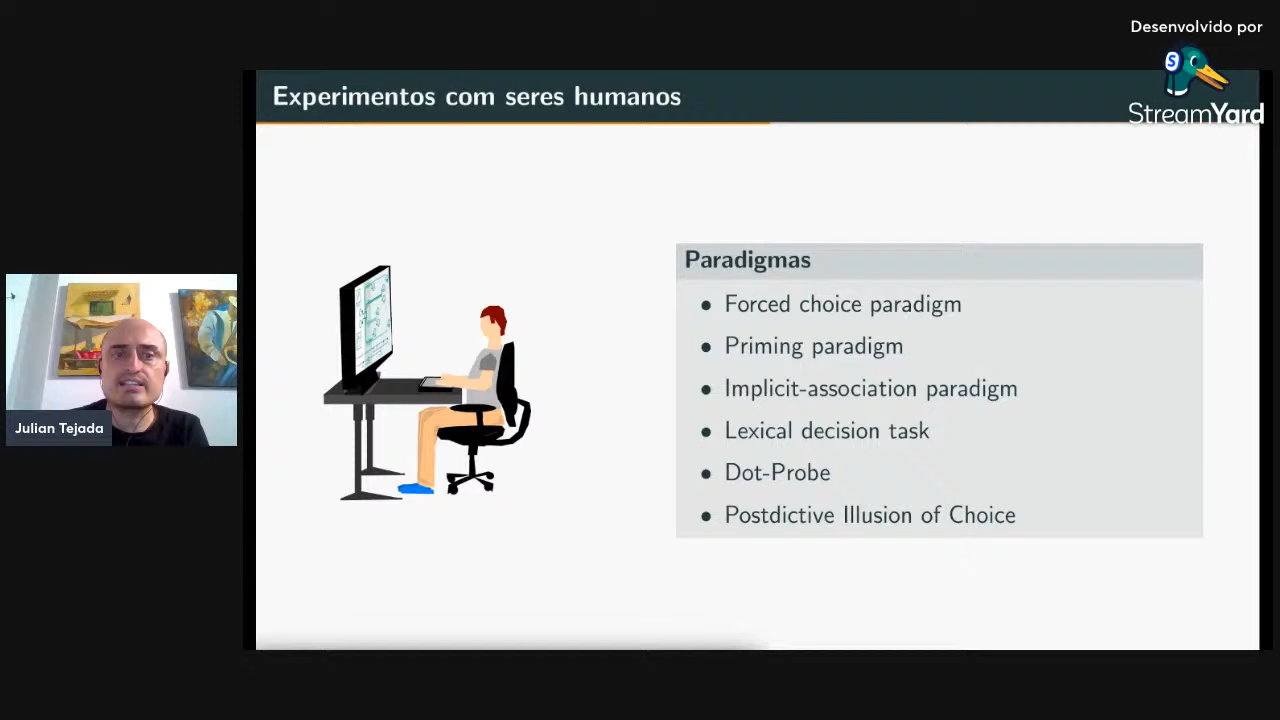 Desenvolvido por
S
StreamYard
Experimentos com seres humanos
Julian Tejada
Paradigmas
• Forced choice paradigm
• Priming paradigm
• Implicit-association paradigm
• Lexical decision task
• Dot-Probe
• Postdictive Illusion of Choice